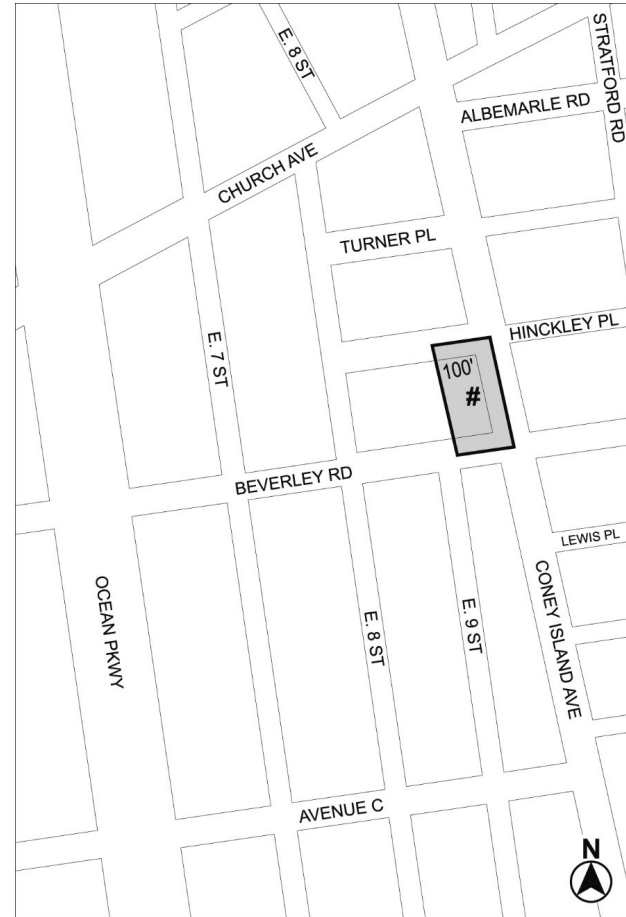 E. 8 ST
STRATFORD RD
ALBEMARLE RD
CHURCH AVE
TURNER PL
HINCKLEY PL
E. 7 ST
100'
#
BEVERLEY RD
LEWIS PL
OCEAN PKWY
E. 8 ST
E. 9 ST
CONEY ISLAND AVE
AVENUE C
N